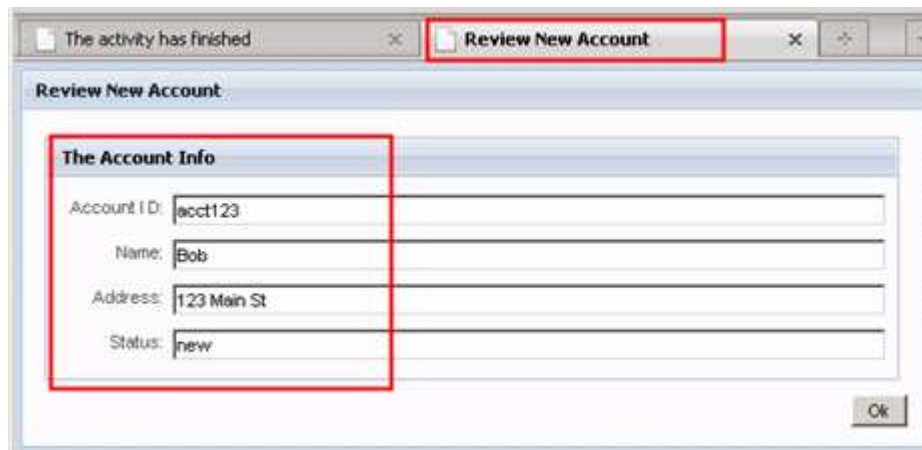 The activity has finished
Review New Account
Review New Account
The Account Info
Account ID: acct123
Name: Bob
Address: 123 Main St
Status: new
Ok